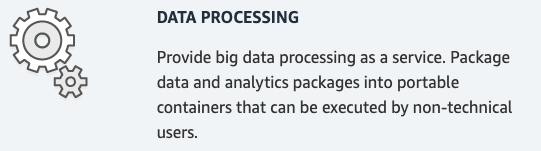 DATA PROCESSING
Provide big data processing as a service. Package
data and analytics packages into portable
containers that can be executed by non-technical
users.